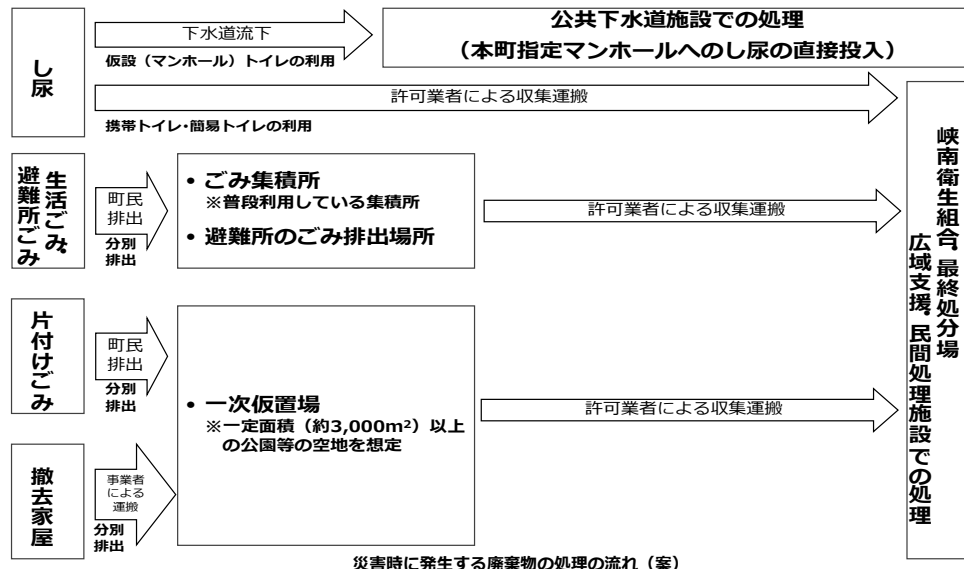 し尿
下水道流下
仮設（マンホール）トイレの利用
公共下水道施設での処理
（本町指定マンホールへのし尿の直接投入）
許可業者による収集運搬
携帯トイレ・簡易トイレの利用
生活ごみ・
避難所ごみ
町民
排出
分別
排出
• ごみ集積所
※普段利用している集積所
• 避難所のごみ排出場所
許可業者による収集運搬
片付けごみ
町民
排出
分別
排出
• 一次仮置場
※一定面積（約3,000m²）以上
の公園等の空地を想定
許可業者による収集運搬
撤去家屋
事業者
による
運搬
分別
排出
峡南衛生組合・最終処分場
広域支援・民間処理施設での処理
災害時に発生する廃棄物の処理の流れ（案）